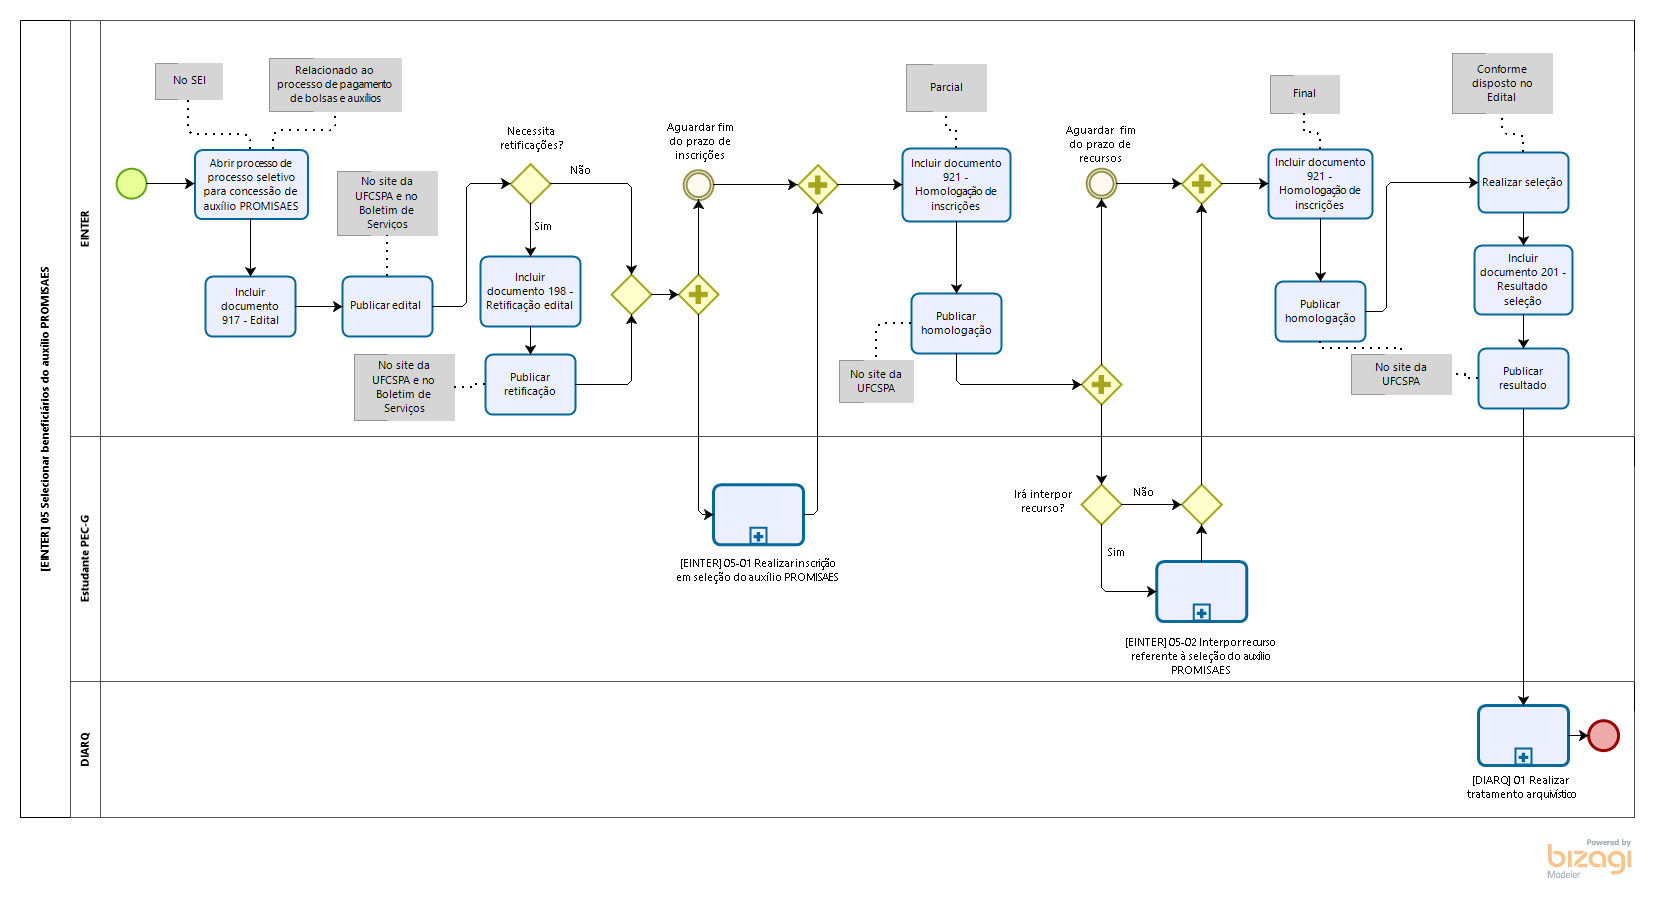 [EINTER] 05 Selecionar beneficiários do auxílio PROMISAES
EINTER
No SEI
Relacionado ao
processo de pagamento
de bolsas e auxílios
Abrir processo de
processo seletivo
para concessão de
auxílio PROMISAES
Incluir
documento
917 - Edital
No site da
UFCSPA e no
Boletim de
Serviços
Publicar edital
Necessita
retificações?
Não
Sim
Incluir
documento 198 -
Retificação edital
Publicar
retificação
No site da
UFCSPA e no
Boletim de
Serviços
Aguardar fim
do prazo de
inscrições
Parcial
Incluir documento
921 -
Homologação de
inscrições
Publicar
homologação
No site da
UFCSPA
Aguardar fim
do prazo de
recursos
Final
Incluir documento
921 -
Homologação de
inscrições
Publicar
homologação
No site da
UFCSPA
Conforme
disposto no
Edital
Realizar seleção
Incluir
documento 201 -
Resultado
seleção
Publicar
resultado
Estudante PEC-G
[EINTER] 05-01 Realizar inscrição
em seleção do auxílio PROMISAES
Irá interpor
recurso?
Não
Sim
[EINTER] 05-02 Interpor recurso
referente à seleção do auxílio
PROMISAES
DIARQ
[DIARQ] 01 Realizar
tratamento arquivístico
Powered by
bizagi
Modeler